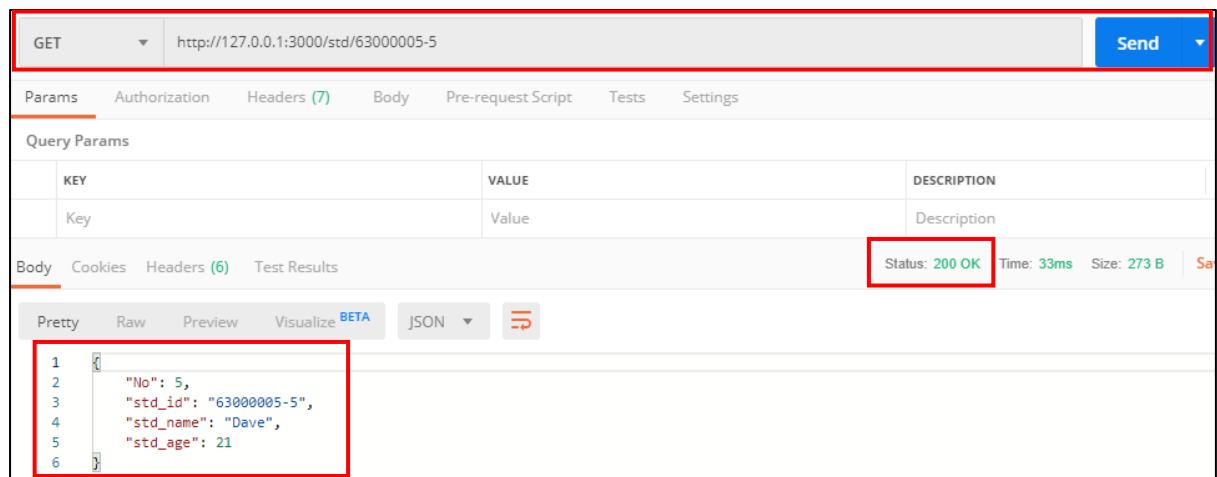 GET http://127.0.0.1:3000/std/63000005-5 Send
Params Authorization Headers (7) Body Pre-request Script Tests Settings
Query Params
KEY VALUE DESCRIPTION
Key Value Description
Body Cookies Headers (6) Test Results Status: 200 OK Time: 33ms Size: 273 B
Pretty Raw Preview Visualize BETA JSON
1 {
2 "No": 5,
3 "std_id": "63000005-5",
4 "std_name": "Dave",
5 "std_age": 21
6 }